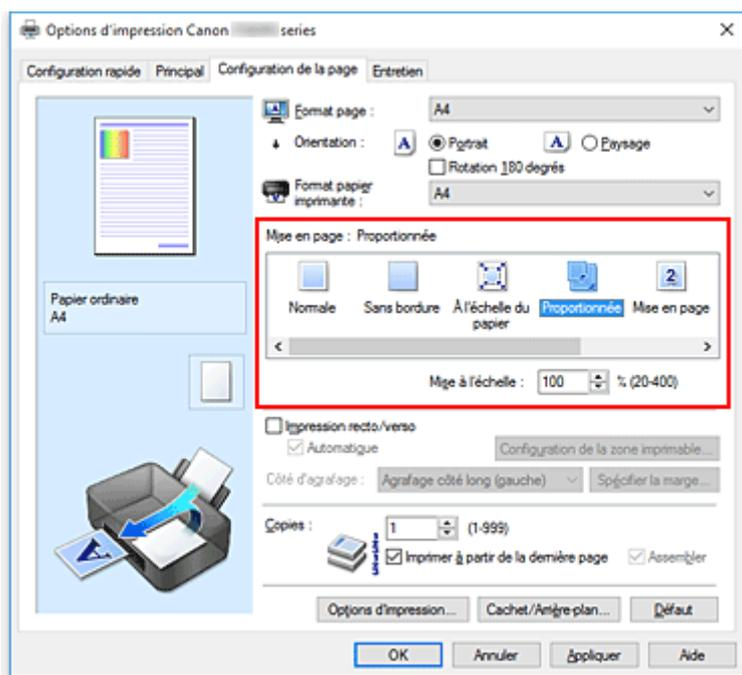 Options d'impression Canon series
Configuration rapide Principal Configuration de la page Entretien
Format page : A4
Orientation : A Portrait A Paysage
Rotation 180 degrés
Format papier imprimante : A4
Mise en page : Proportionnée
Normale Sans bordure À l'échelle du papier Proportionnée 2 Mise en page
Mise à l'échelle : 100 % (20-400)
Papier ordinaire
A4
Impression recto/verso
Automatique Configuration de la zone imprimable...
Côté d'agrafage : Agrafage côté long (gauche) Spécifier la marge...
Copies : 1 (1-999)
Imprimer à partir de la dernière page Assembler
Options d'impression... Cachet/Arrière-plan... Défaut
OK Annuler Appliquer Aide